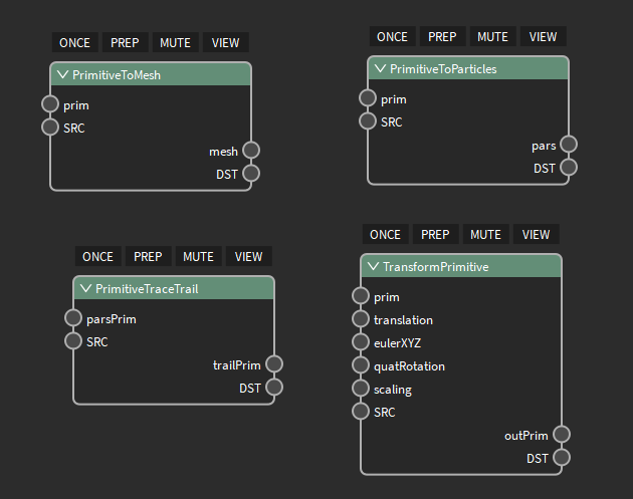 ONCE PREP MUTE VIEW
PrimitiveToMesh
prim
SRC
mesh
DST
ONCE PREP MUTE VIEW
PrimitiveToParticles
prim
SRC
pars
DST
ONCE PREP MUTE VIEW
PrimitiveTraceTrail
parsPrim
SRC
trailPrim
DST
ONCE PREP MUTE VIEW
TransformPrimitive
prim
translation
eulerXYZ
quatRotation
scaling
SRC
outPrim
DST